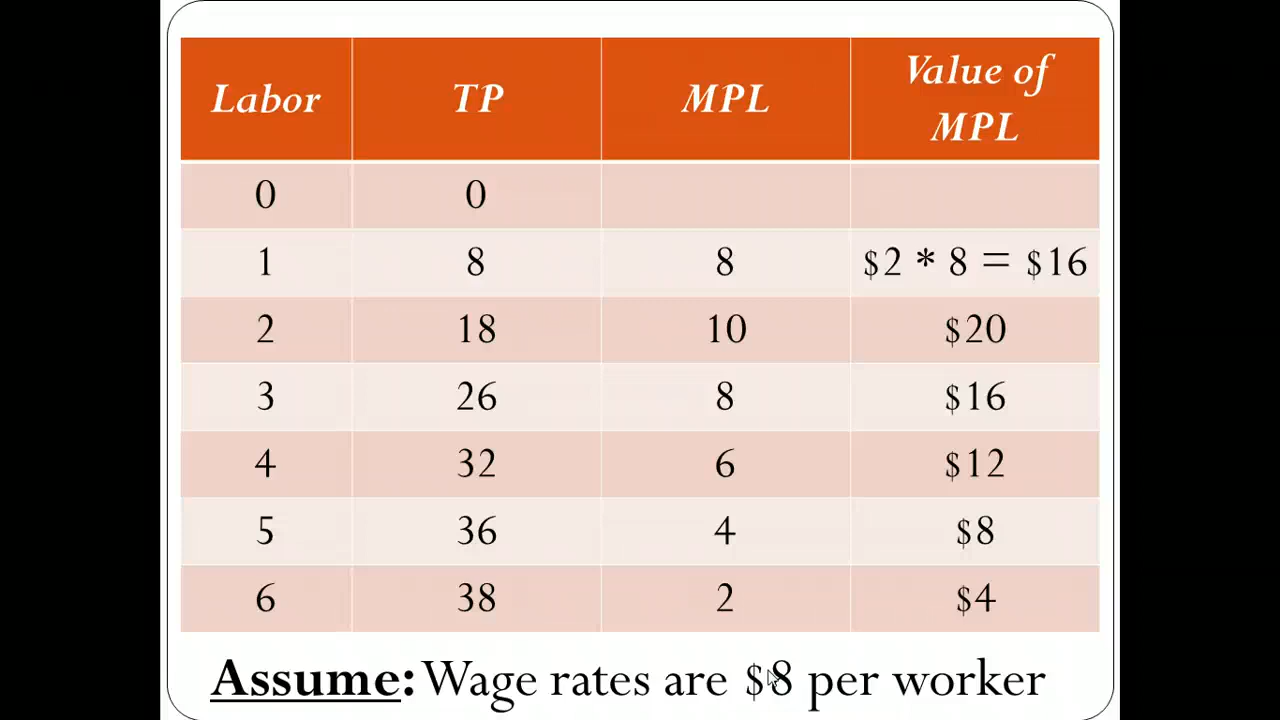 Labor TP MPL Value of MPL
0 0
1 8 8 $2 * 8 = $16
2 18 10 $20
3 26 8 $16
4 32 6 $12
5 36 4 $8
6 38 2 $4
Assume: Wage rates are $8 per worker